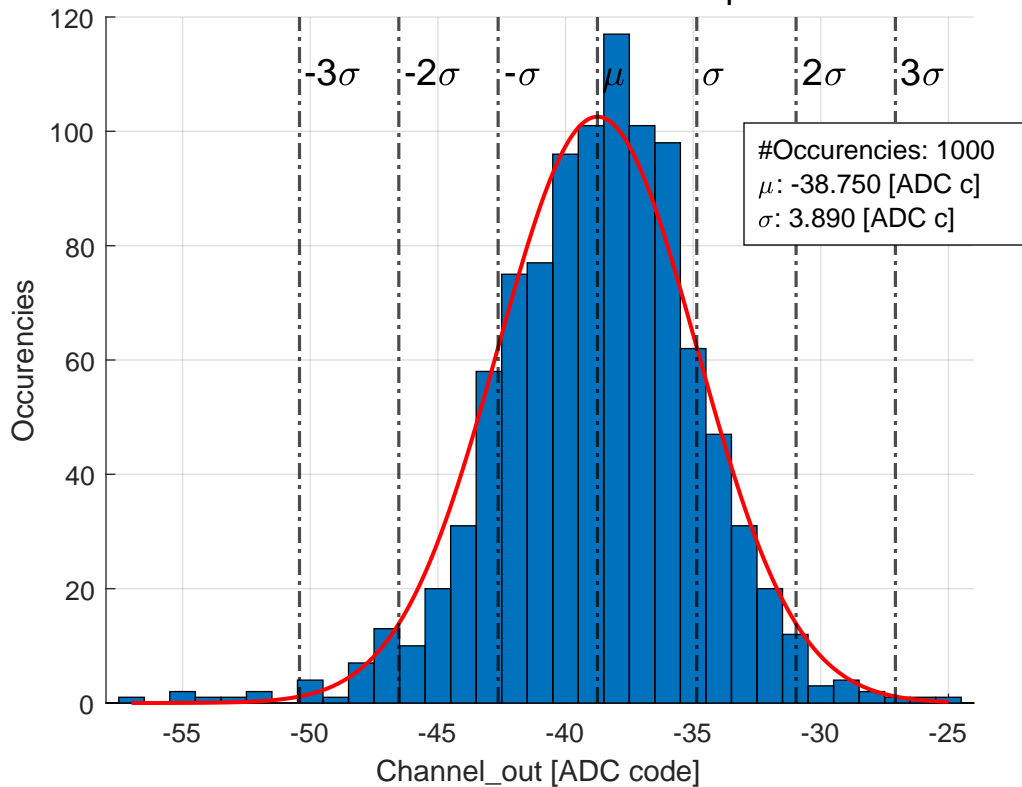 120
100
80
60
40
20
0
Occurencies
-3σ
-2σ
-σ
μ
σ
2σ
3σ
#Occurencies: 1000
μ: -38.750 [ADC c]
σ: 3.890 [ADC c]
-55
-50
-45
-40
-35
-30
-25
Channel_out [ADC code]